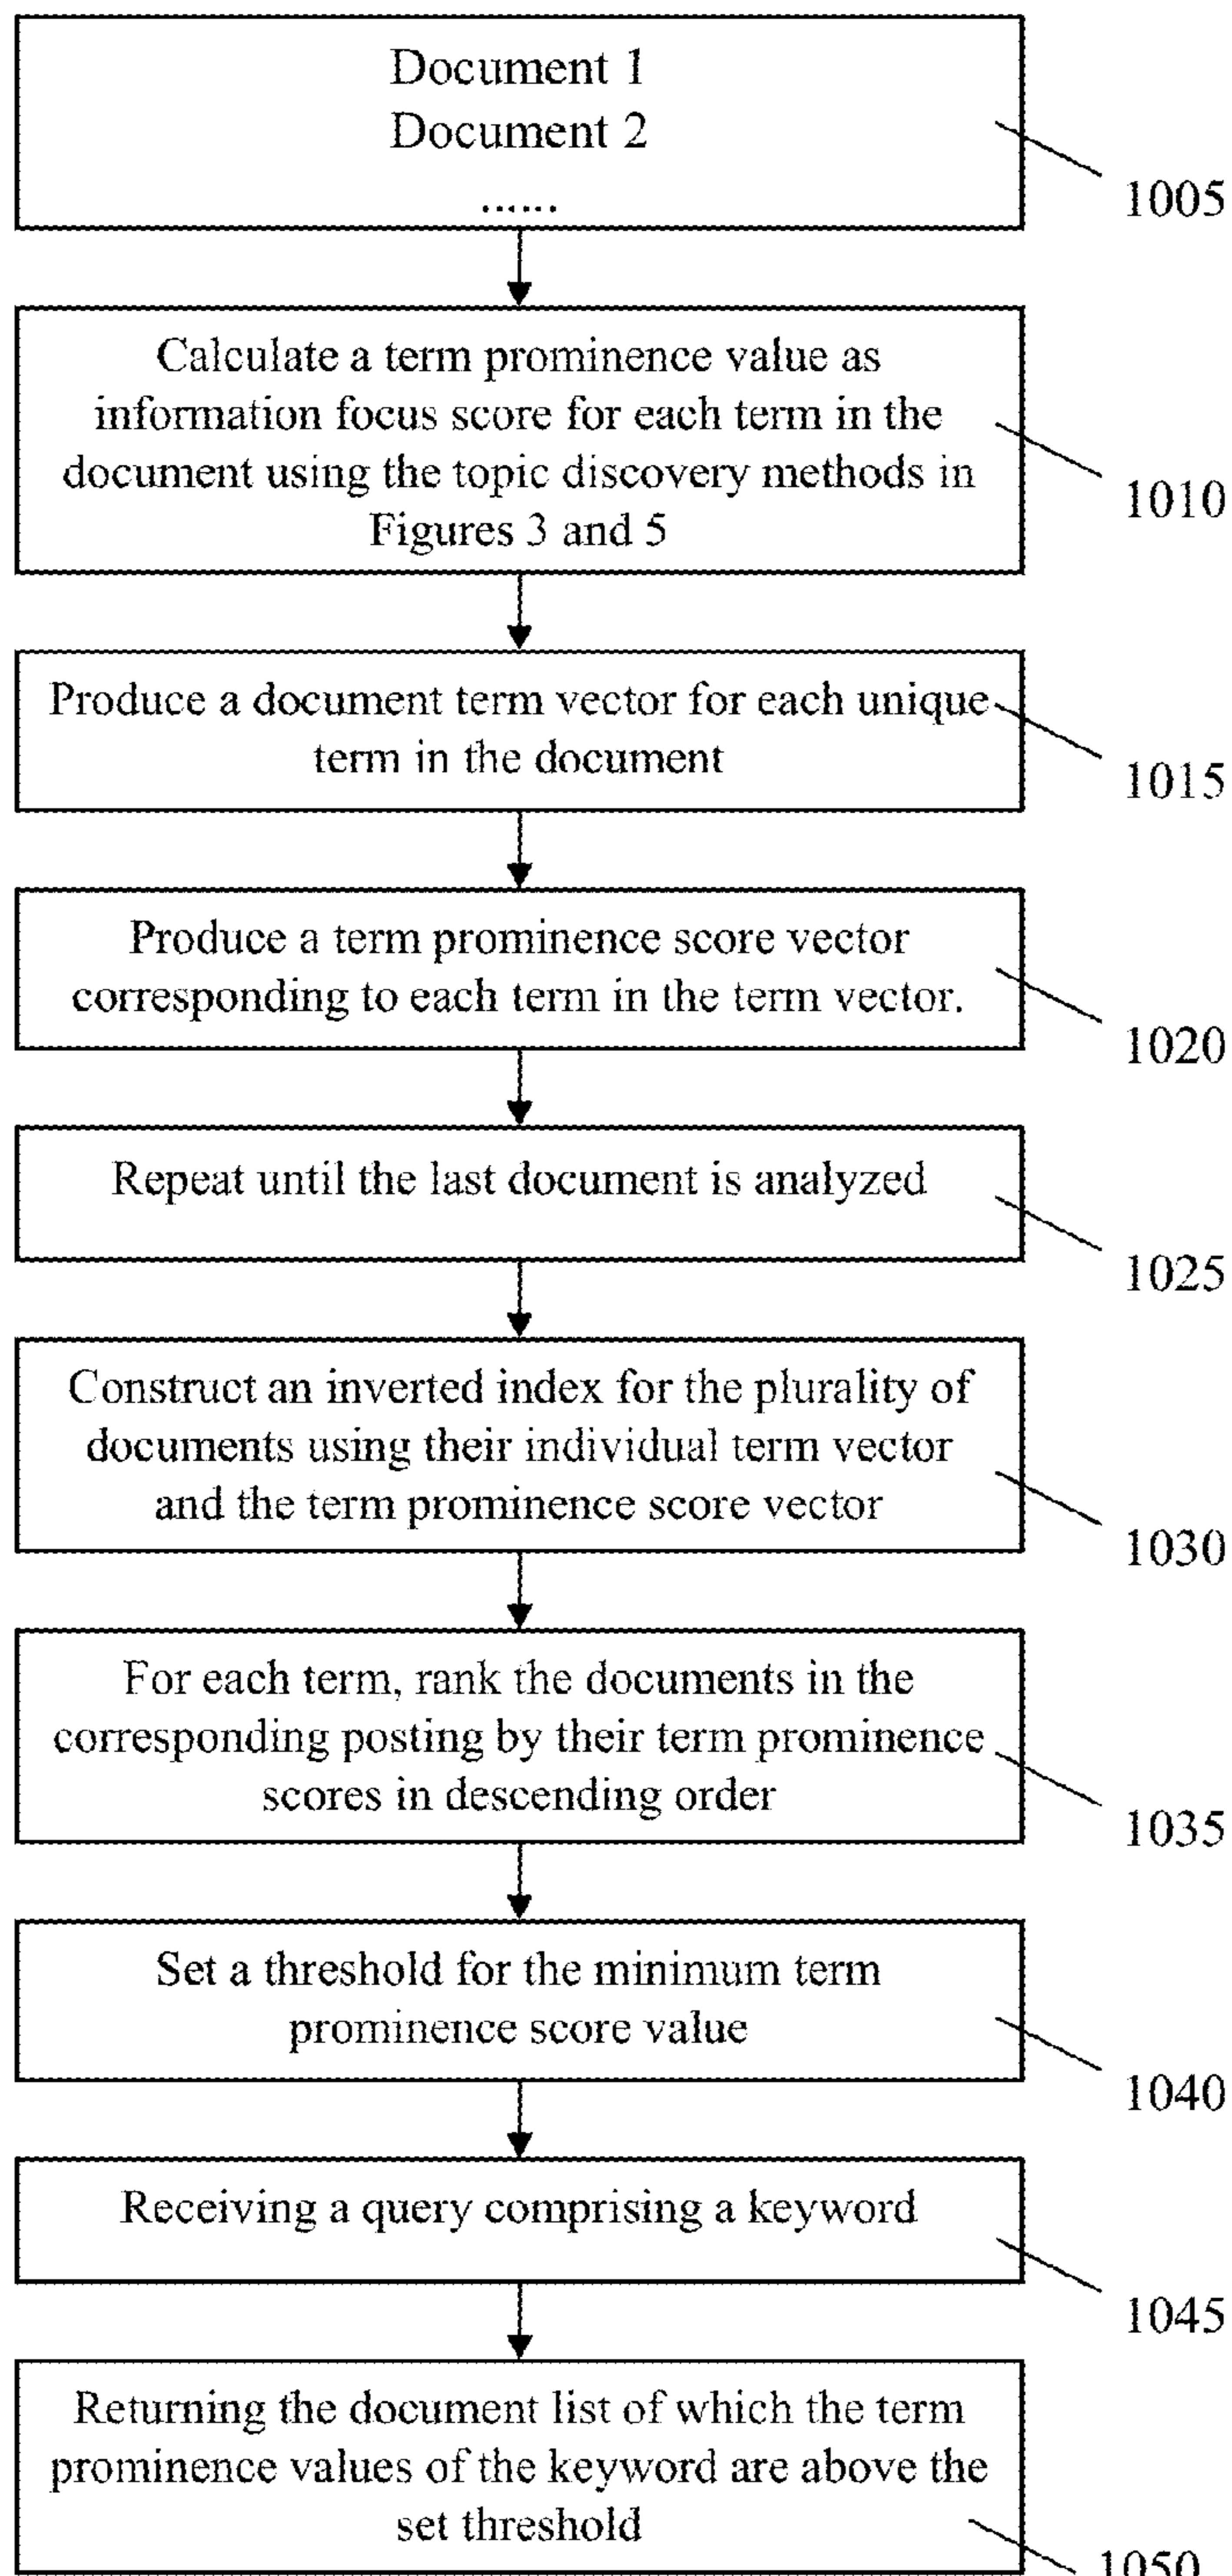 Document 1
Document 2
......
1005
Calculate a term prominence value as
information focus score for each term in the
document using the topic discovery methods in
Figures 3 and 5
1010
Produce a document term vector for each unique
term in the document
1015
Produce a term prominence score vector
corresponding to each term in the term vector.
1020
Repeat until the last document is analyzed
1025
Construct an inverted index for the plurality of
documents using their individual term vector
and the term prominence score vector
1030
For each term, rank the documents in the
corresponding posting by their term prominence
scores in descending order
1035
Set a threshold for the minimum term
prominence score value
1040
Receiving a query comprising a keyword
1045
Returning the document list of which the term
prominence values of the keyword are above the
set threshold
1050